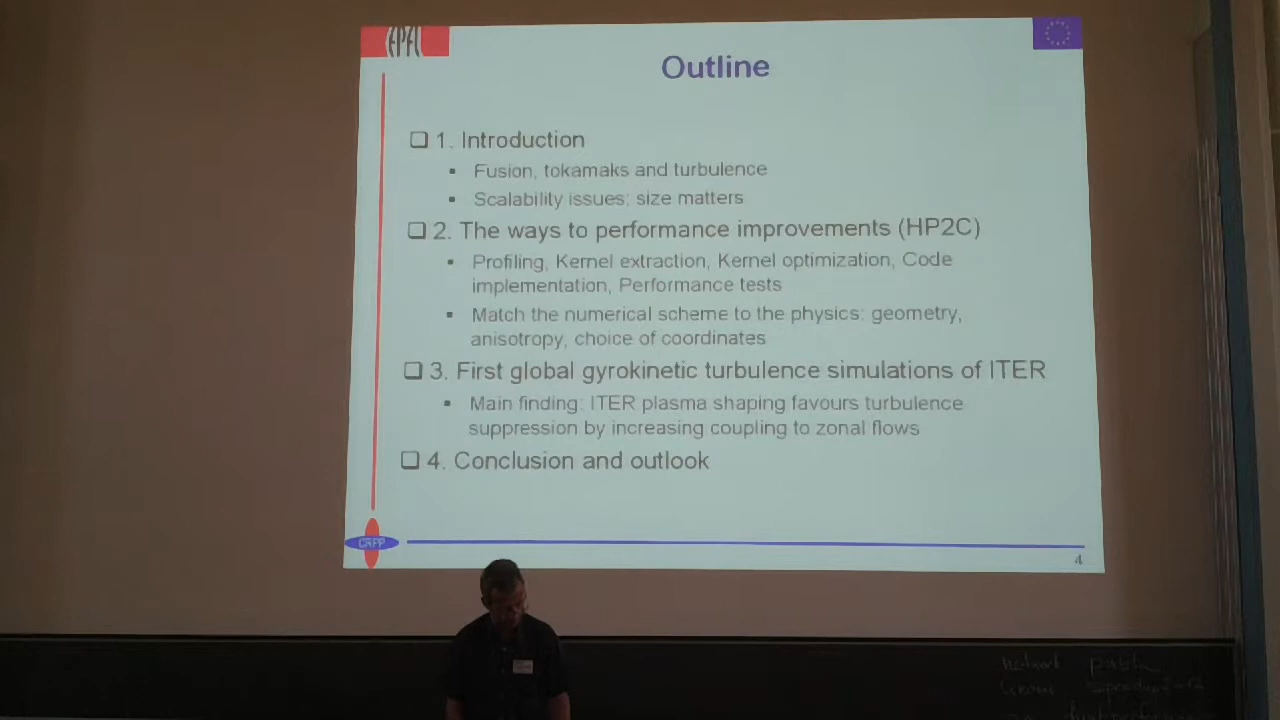 EPFL
Outline
1. Introduction
Fusion, tokamaks and turbulence
Scalability issues: size matters
2. The ways to performance improvements (HP2C)
Profiling, Kernel extraction, Kernel optimization, Code
implementation, Performance tests
Match the numerical scheme to the physics: geometry,
anisotropy, choice of coordinates
3. First global gyrokinetic turbulence simulations of ITER
Main finding: ITER plasma shaping favours turbulence
suppression by increasing coupling to zonal flows
4. Conclusion and outlook
CRPP
4
network